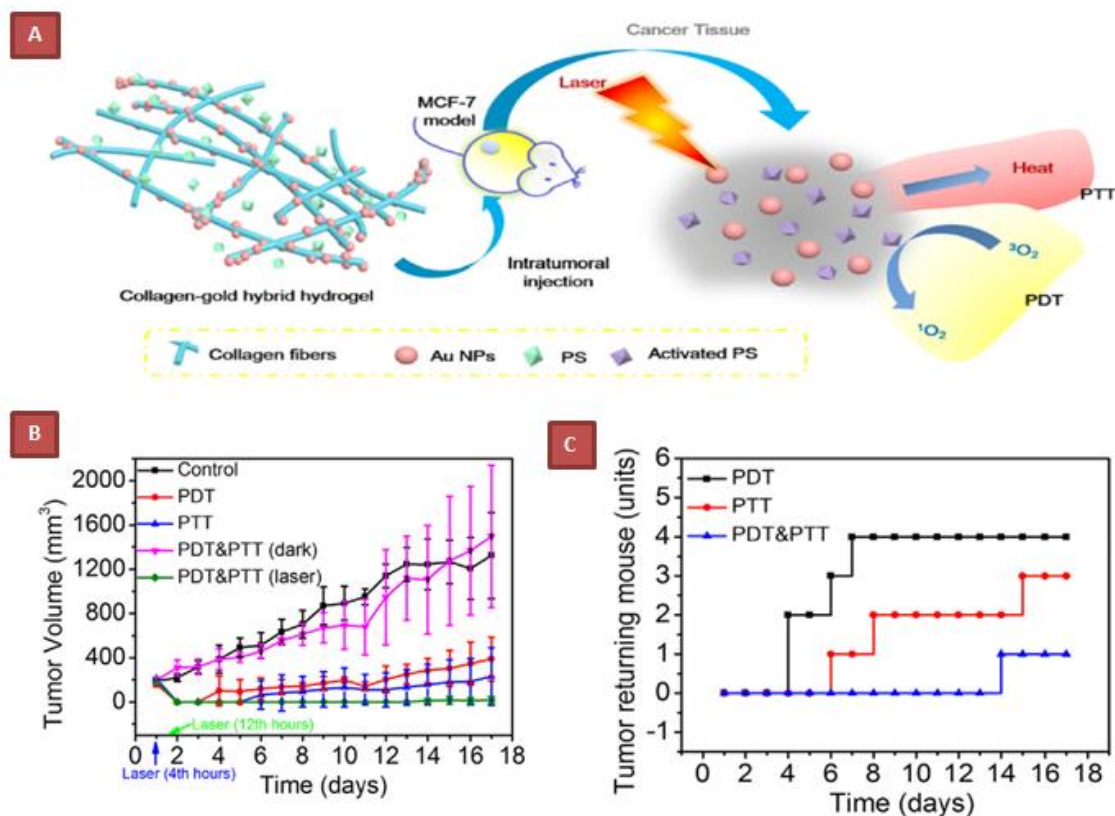 A
Cancer Tissue
Laser
MCF-7
model
Heat
PTT
³O₂
Intratumoral
injection
PDT
¹O₂
Collagen-gold hybrid hydrogel
Collagen fibers
Au NPs
PS
Activated PS
B
Tumor Volume (mm³)
2000
1600
1200
800
400
0
Control
PDT
PTT
PDT&PTT (dark)
PDT&PTT (laser)
Laser (12th hours)
0 2 4 6 8 10 12 14 16 18
Laser (4th hours)
Time (days)
C
Tumor returning mouse (units)
6
5
4
3
2
1
0
-1
PDT
PTT
PDT&PTT
0 2 4 6 8 10 12 14 16 18
Time (days)